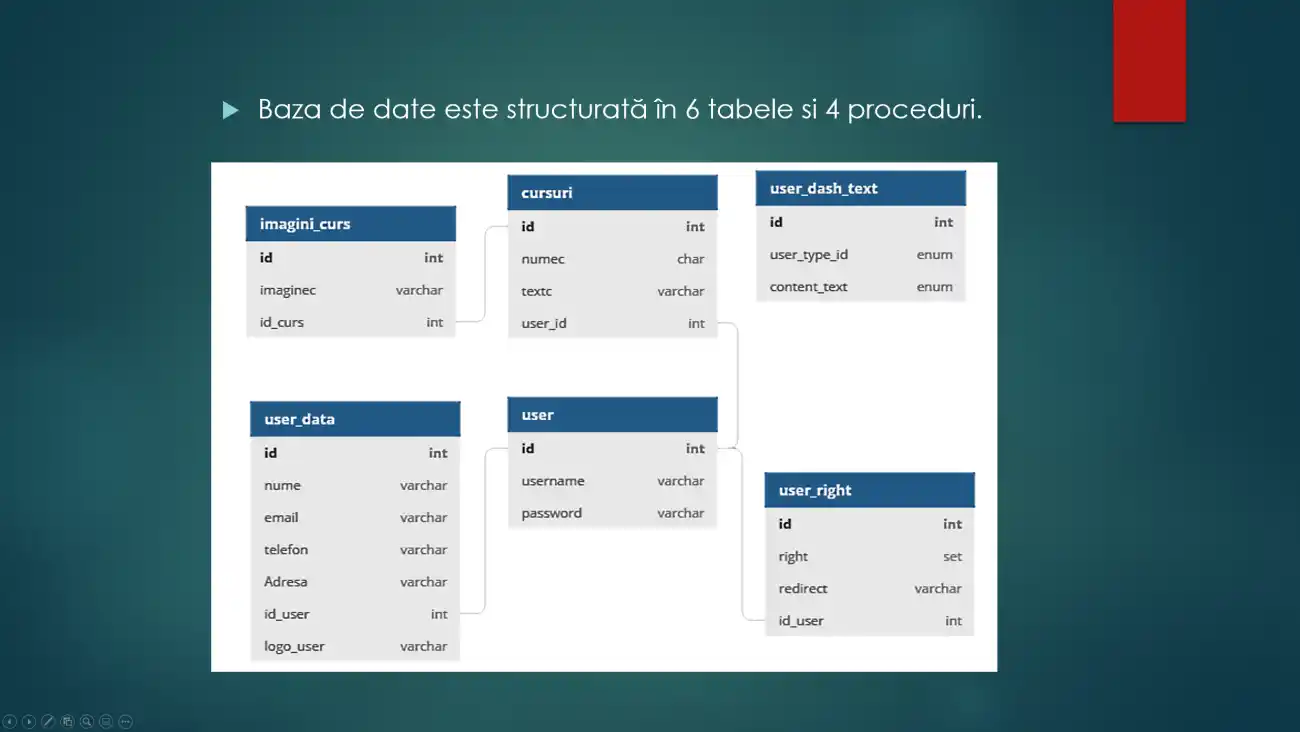 Baza de date este structurată în 6 tabele si 4 proceduri.
imagini_curs
id int
imaginec varchar
id_curs int
cursuri
id int
numec char
textc varchar
user_id int
user_dash_text
id int
user_type_id enum
content_text enum
user_data
id int
nume varchar
email varchar
telefon varchar
Adresa varchar
id_user int
logo_user varchar
user
id int
username varchar
password varchar
user_right
id int
right set
redirect varchar
id_user int